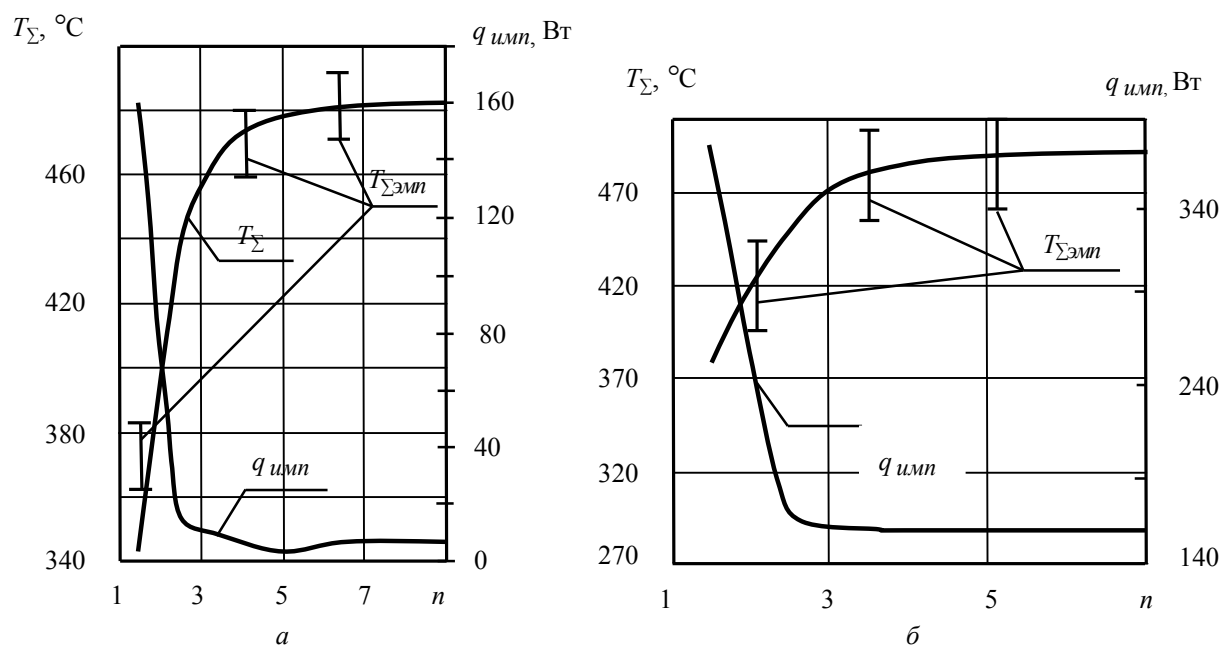 T∑, °C
q имп, Вт
460
420
380
340
160
120
80
40
0
T∑эмп
T∑
q имп
1 3 5 7 n
а
T∑, °C
q имп, Вт
470
420
370
320
270
340
240
140
T∑эмп
q имп
1 3 5 n
б